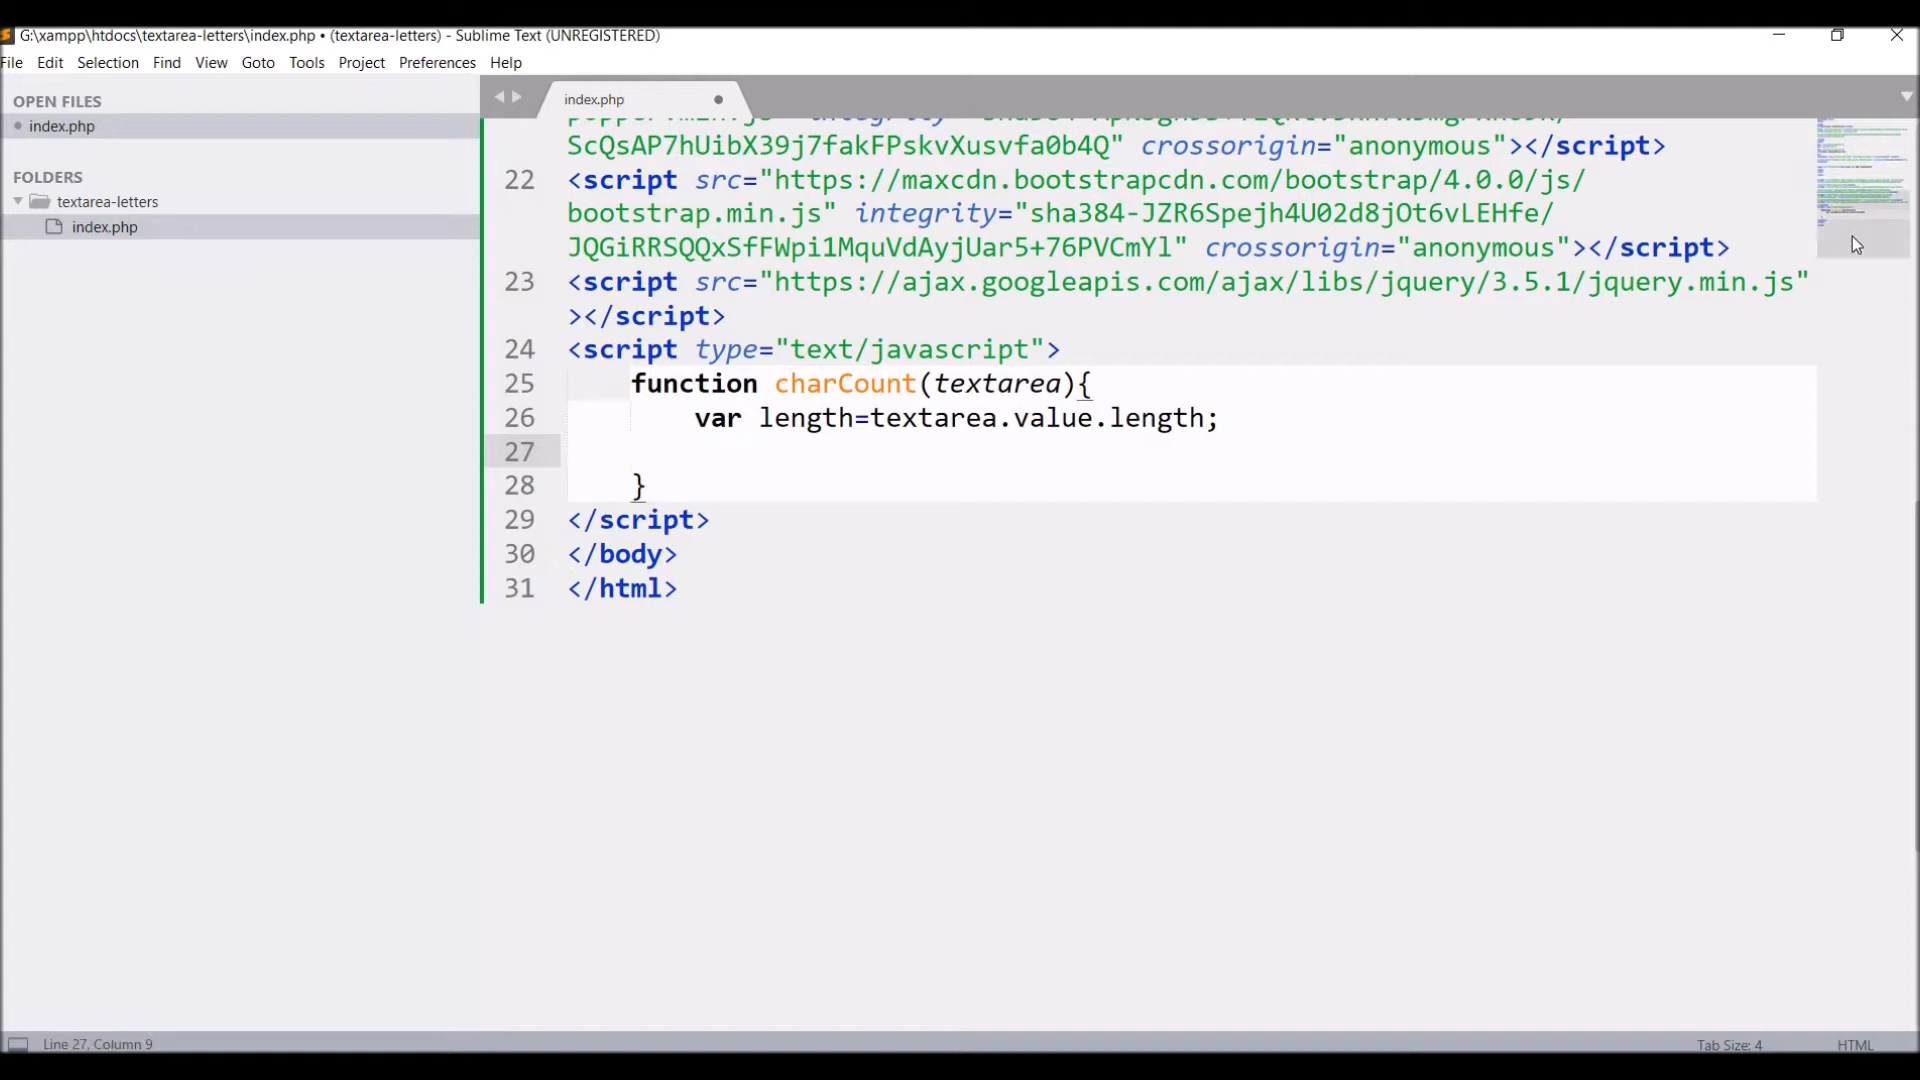 G:\xampp\htdocs\textarea-letters\index.php • (textarea-letters) - Sublime Text (UNREGISTERED)
File Edit Selection Find View Goto Tools Project Preferences Help
OPEN FILES
index.php
FOLDERS
textarea-letters
index.php
index.php
ScQsAP7hUibX39j7fakFPskvXusvfa0b4Q" crossorigin="anonymous"></script>
22 <script src="https://maxcdn.bootstrapcdn.com/bootstrap/4.0.0/js/
bootstrap.min.js" integrity="sha384-JZR6Spejh4U02d8jOt6vLEHfe/
JQGiRRSQQxSfFWpi1MquVdAyjUar5+76PVCmYl" crossorigin="anonymous"></script>
23 <script src="https://ajax.googleapis.com/ajax/libs/jquery/3.5.1/jquery.min.js"
></script>
24 <script type="text/javascript">
25 function charCount(textarea){
26 var length=textarea.value.length;
27
28 }
29 </script>
30 </body>
31 </html>
Line 27, Column 9
Tab Size: 4
HTML